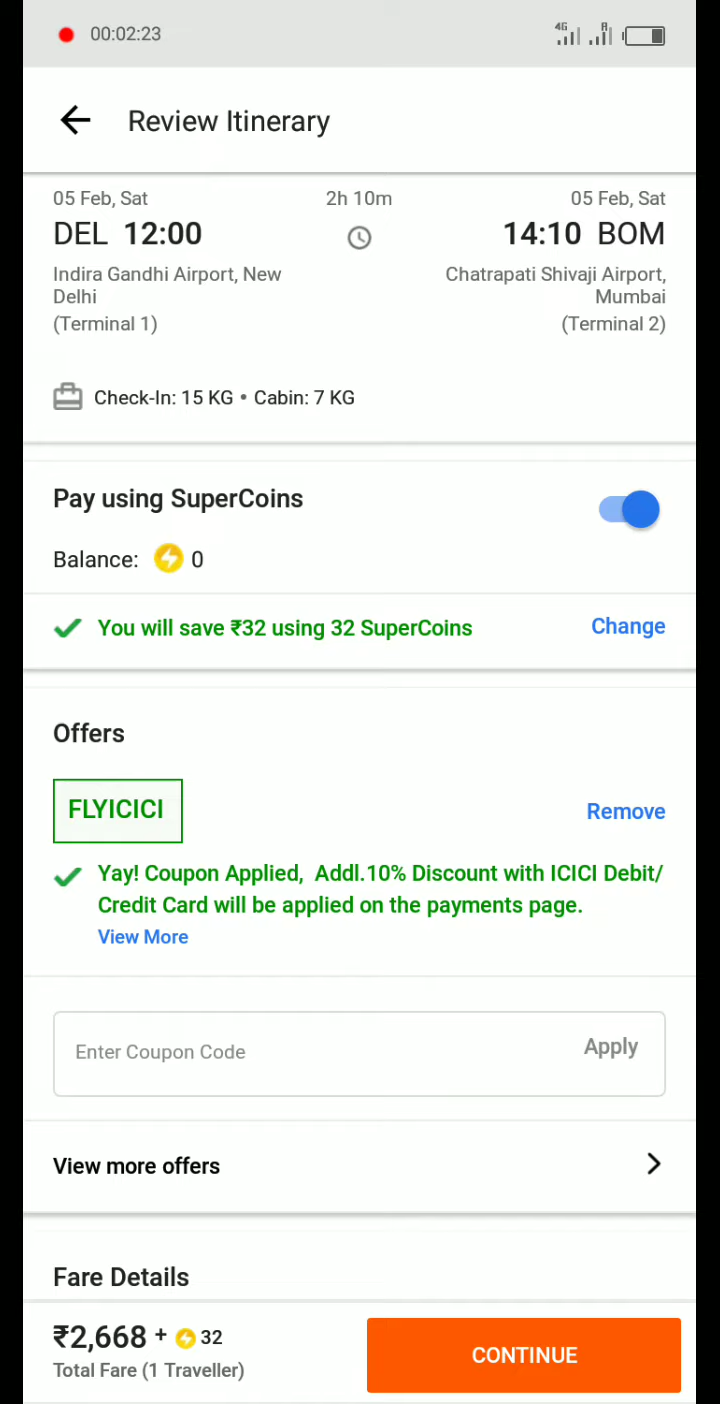 00:02:23 4G R
Review Itinerary
05 Feb, Sat 2h 10m 05 Feb, Sat
DEL 12:00 14:10 BOM
Indira Gandhi Airport, New Chatrapati Shivaji Airport,
Delhi Mumbai
(Terminal 1) (Terminal 2)
Check-In: 15 KG • Cabin: 7 KG
Pay using SuperCoins
Balance: 0
You will save ₹32 using 32 SuperCoins Change
Offers
FLYICICI Remove
Yay! Coupon Applied, Addl.10% Discount with ICICI Debit/
Credit Card will be applied on the payments page.
View More
Enter Coupon Code Apply
View more offers
Fare Details
₹2,668 + 32
Total Fare (1 Traveller) CONTINUE